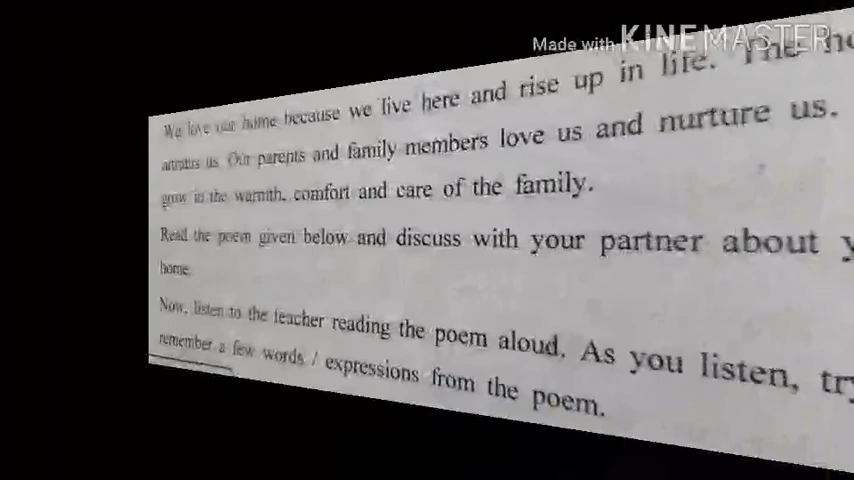 Made with KINEMASTER
We love our home because we live here and rise up in life. The
attracts us. Our parents and family members love us and nurture us.
grow in the warmth, comfort and care of the family.
Read the poem given below and discuss with your partner about
home.
Now, listen to the teacher reading the poem aloud. As you listen, try
remember a few words / expressions from the poem.